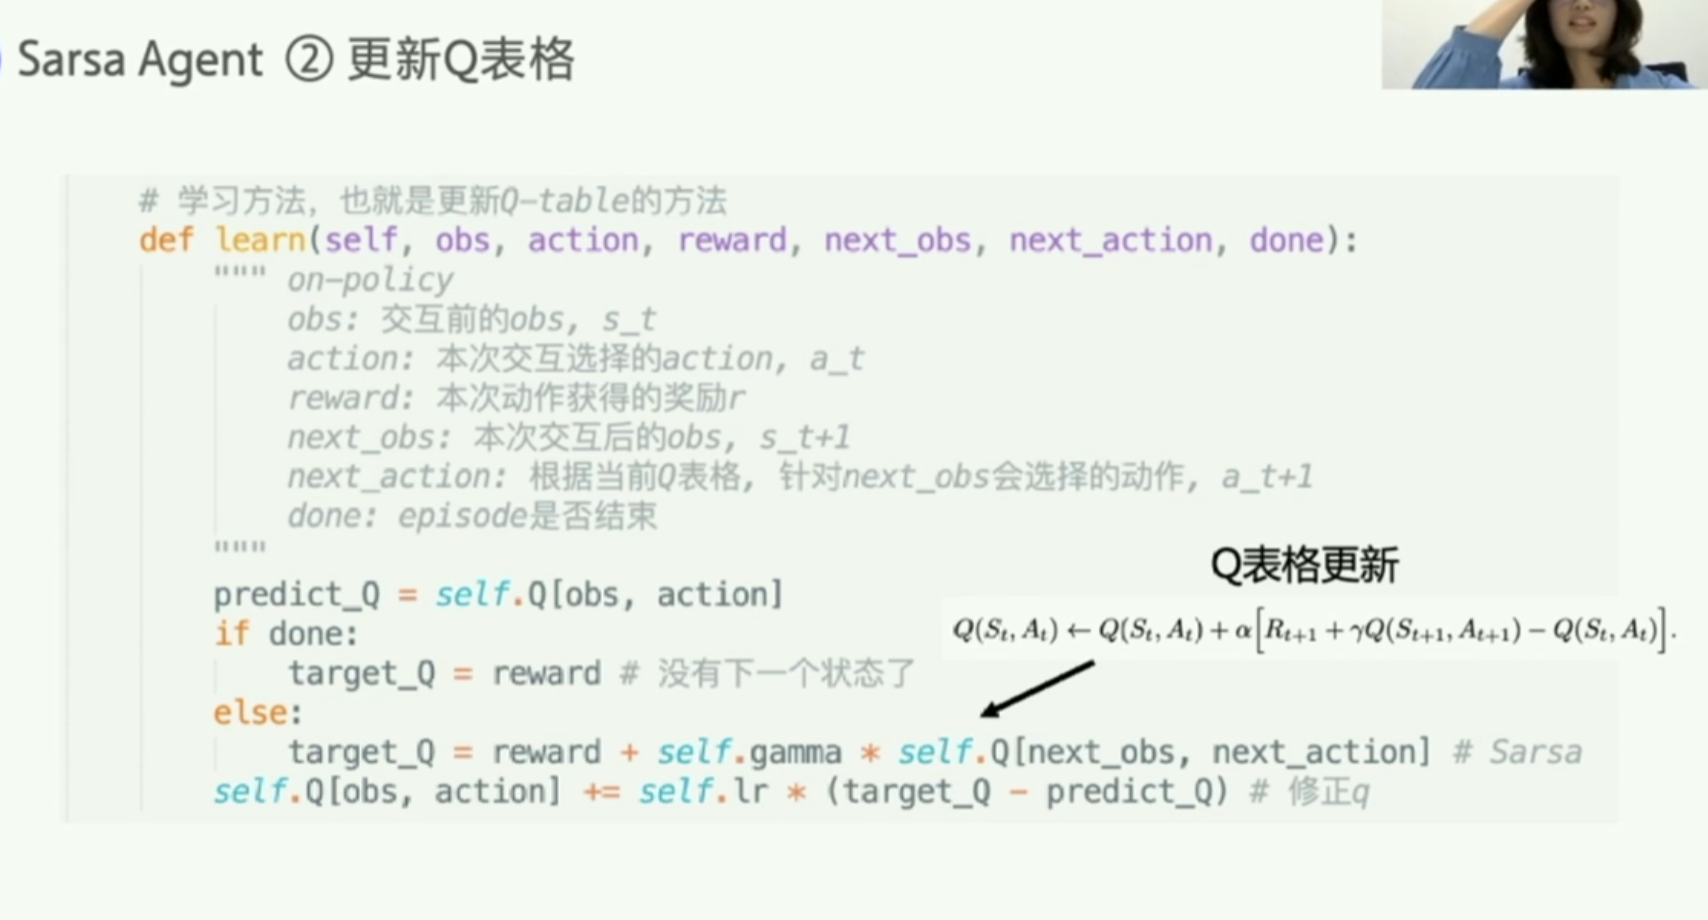 Sarsa Agent ② 更新Q表格
# 学习方法，也就是更新Q-table的方法
def learn(self, obs, action, reward, next_obs, next_action, done):
""" on-policy
obs: 交互前的obs, s_t
action: 本次交互选择的action, a_t
reward: 本次动作获得的奖励r
next_obs: 本次交互后的obs, s_t+1
next_action: 根据当前Q表格, 针对next_obs会选择的动作, a_t+1
done: episode是否结束
"""
Q表格更新
predict_Q = self.Q[obs, action]
Q(S_t, A_t) ← Q(S_t, A_t) + α[R_{t+1} + γQ(S_{t+1}, A_{t+1}) − Q(S_t, A_t)].
if done:
target_Q = reward # 没有下一个状态了
else:
target_Q = reward + self.gamma * self.Q[next_obs, next_action] # Sarsa
self.Q[obs, action] += self.lr * (target_Q - predict_Q) # 修正q